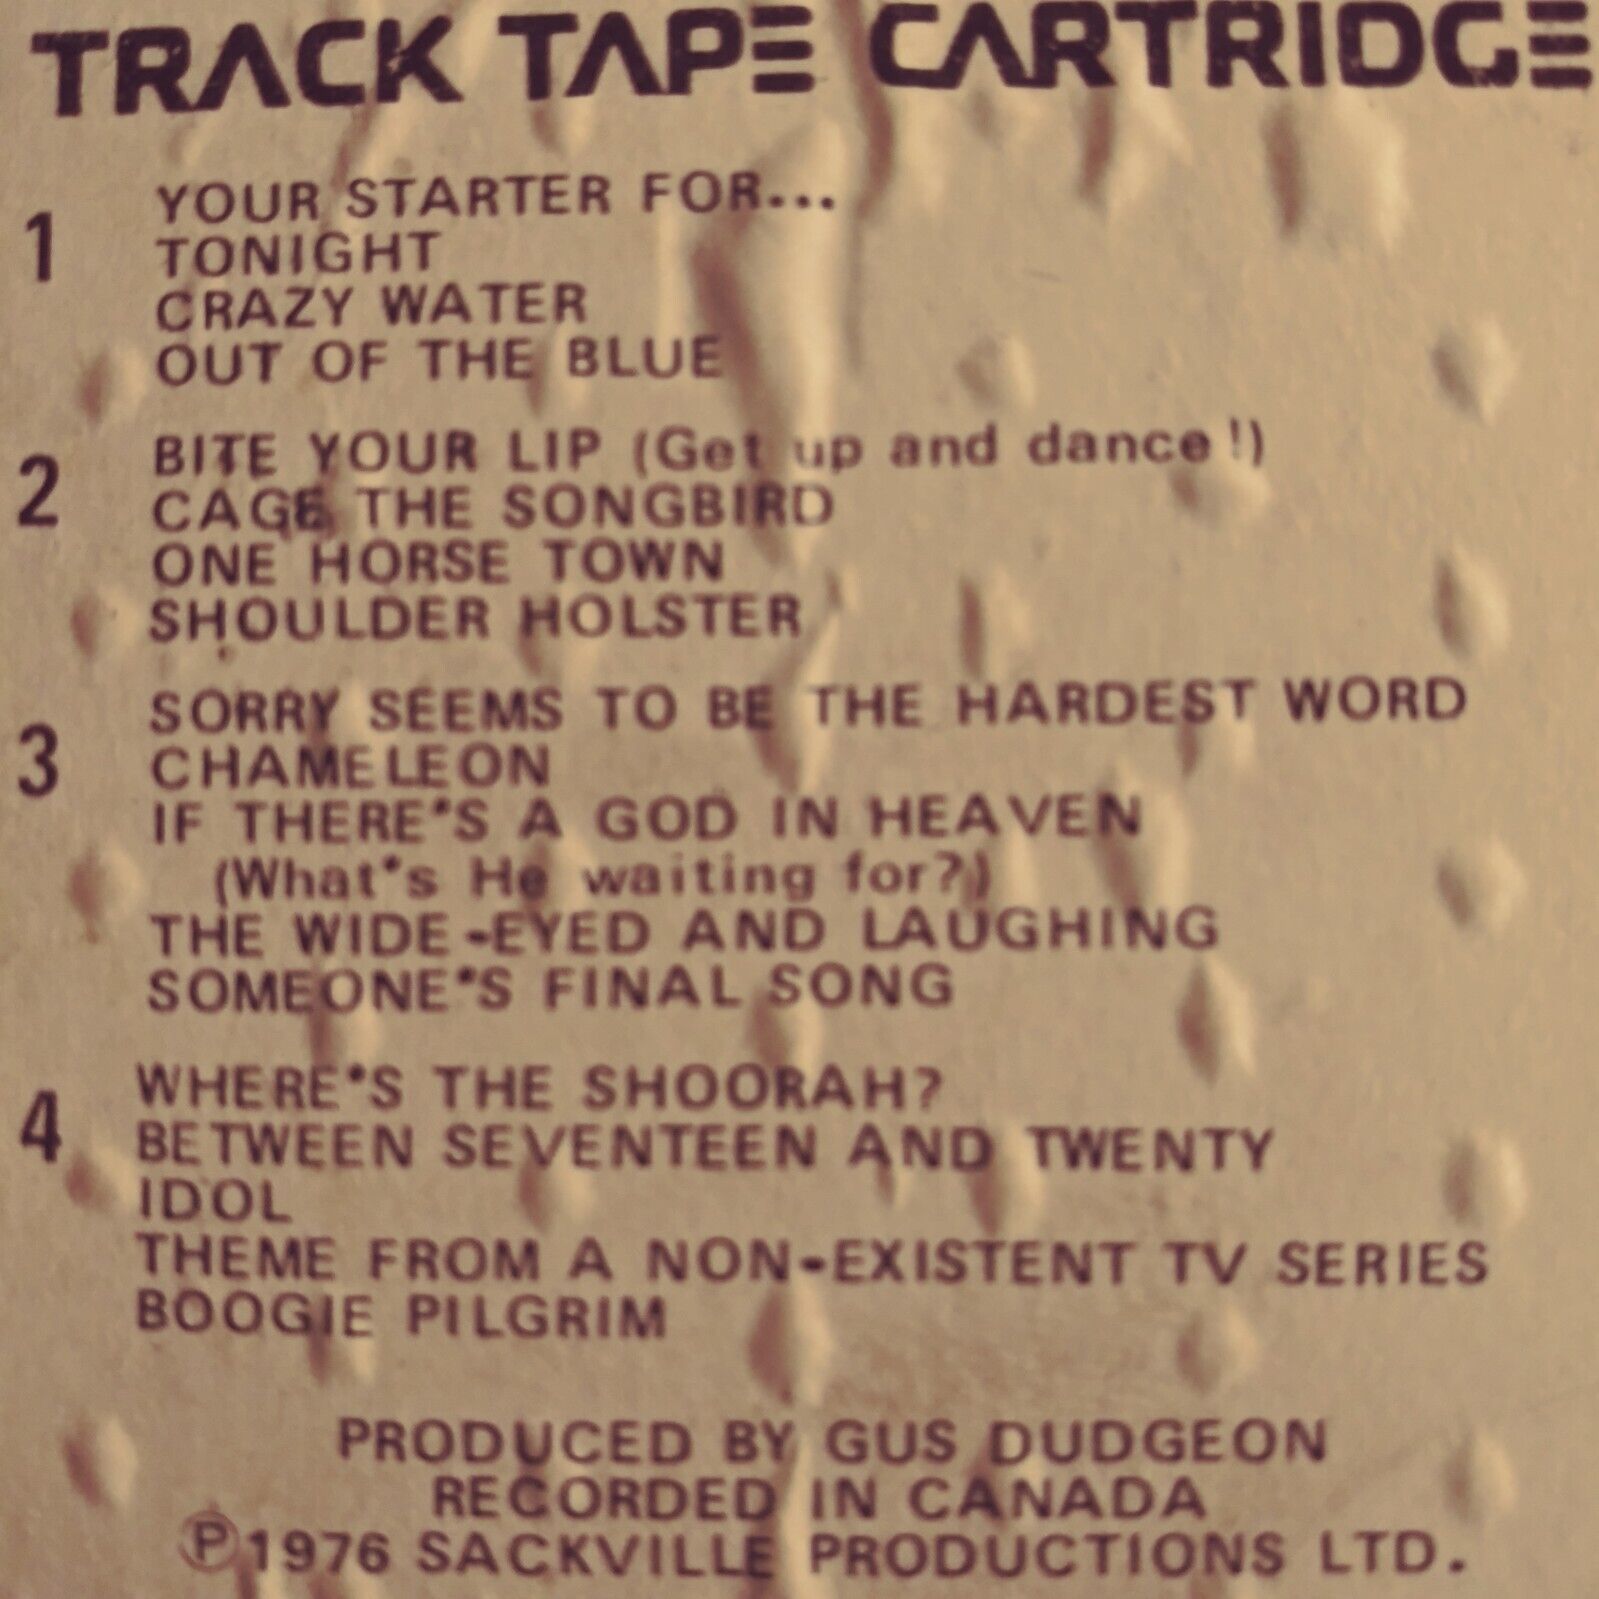 TRACK TAPE CARTRIDGE
1
YOUR STARTER FOR...
TONIGHT
CRAZY WATER
OUT OF THE BLUE
2
BITE YOUR LIP (Get up and dance!)
CAGE THE SONGBIRD
ONE HORSE TOWN
SHOULDER HOLSTER
3
SORRY SEEMS TO BE THE HARDEST WORD
CHAMELEON
IF THERE'S A GOD IN HEAVEN
(What's He waiting for?)
THE WIDE-EYED AND LAUGHING
SOMEONE'S FINAL SONG
4
WHERE'S THE SHOORAH?
BETWEEN SEVENTEEN AND TWENTY
IDOL
THEME FROM A NON-EXISTENT TV SERIES
BOOGIE PILGRIM
PRODUCED BY GUS DUDGEON
RECORDED IN CANADA
℗1976 SACKVILLE PRODUCTIONS LTD.